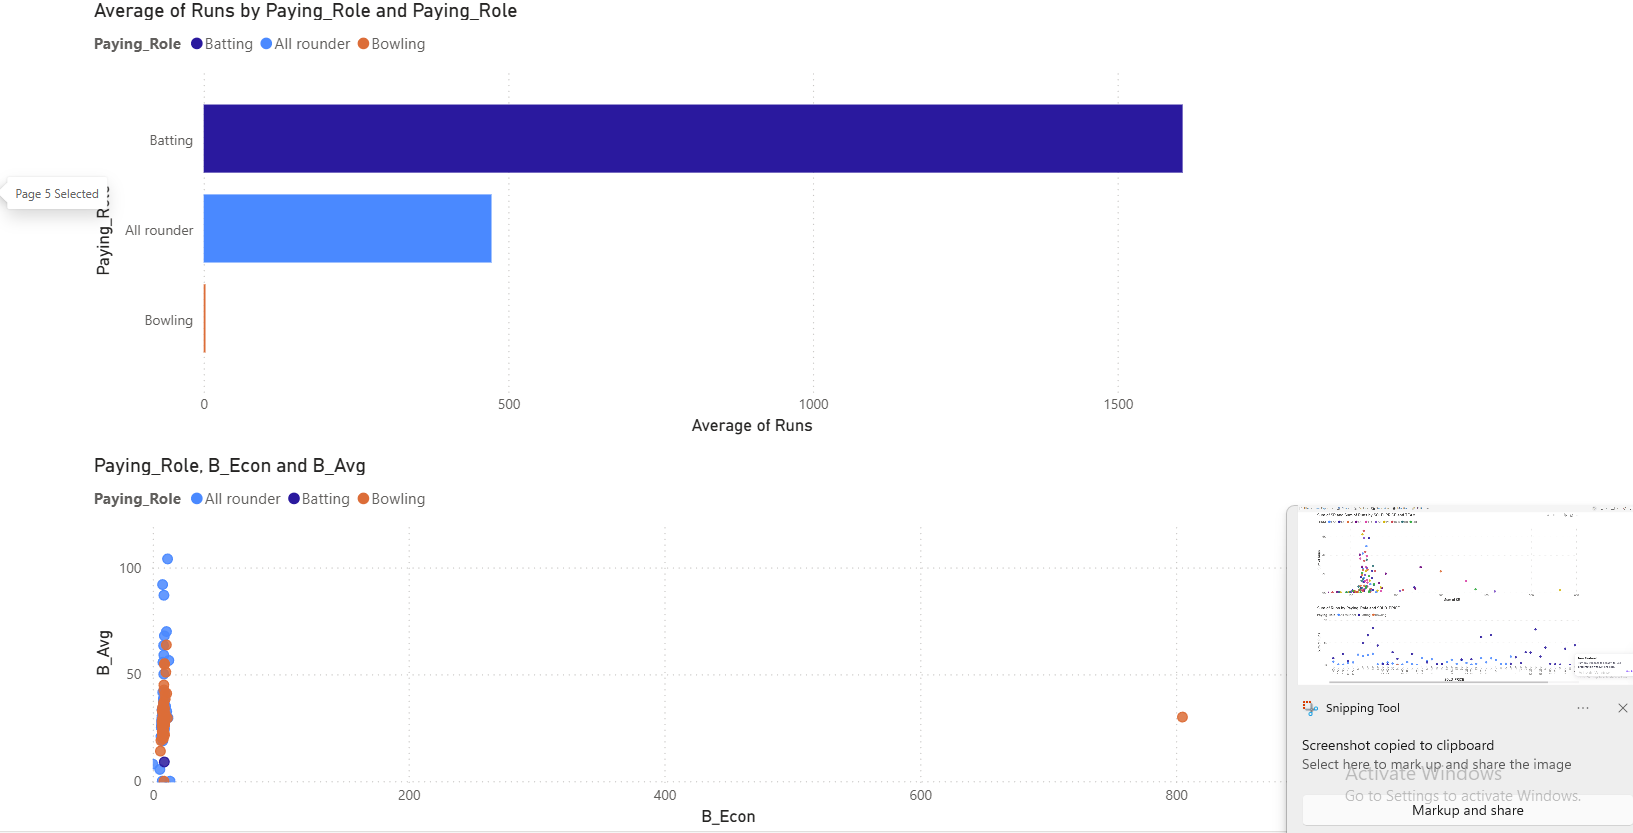 Average of Runs by Paying_Role and Paying_Role
Paying_Role Batting All rounder Bowling
Batting
Page 5 Selected
Paying_Role
All rounder
Bowling
0 500 1000 1500
Average of Runs
Paying_Role, B_Econ and B_Avg
Paying_Role All rounder Batting Bowling
100
B_Avg
50
0
0 200 400 600 800
B_Econ
Snipping Tool
Screenshot copied to clipboard
Select here to mark up and share the image
Activate Windows
Go to Settings to activate Windows.
Markup and share